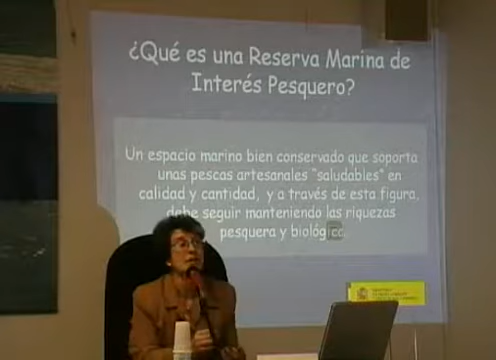 ¿Qué es una Reserva Marina de
Interés Pesquero?
Un espacio marino bien conservado que soporta
unas pescas artesanales "saludables" en
calidad y cantidad, y a través de esta figura,
debe seguir manteniendo las riquezas
pesquera y biológica.